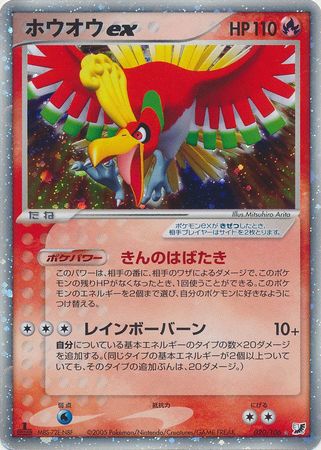 ホウオウex HP110
たね
Illus.Mitsuhiro Arita
ポケモンexがきぜつしたとき、
相手プレイヤーはサイドを2枚とります。
ポケパワー きんのはばたき
このパワーは、相手の番に、相手のワザによるダメージで、このポケモ
ンの残りHPがなくなったとき、1回使うことができる。このポケモ
ンのエネルギーを2個まで選び、自分のポケモンに好きなようにつ
け替える。
レインボーバーン 10+
自分についている基本エネルギーのタイプの数×20ダメージ
を追加する。(同じタイプの基本エネルギーが2個以上ついてい
ても、そのタイプのぶんは、20ダメージ。)
弱点 抵抗力 にげる
1
MBS-72E-NBF
©2005 Pokémon/Nintendo/Creatures/GAME FREAK.
020/106